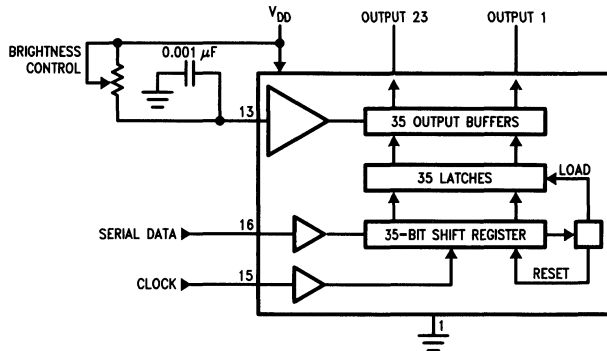 VDD
OUTPUT 23
OUTPUT 1
BRIGHTNESS
CONTROL
0.001 μF
13
35 OUTPUT BUFFERS
35 LATCHES
LOAD
SERIAL DATA
16
35-BIT SHIFT REGISTER
CLOCK
15
RESET
1